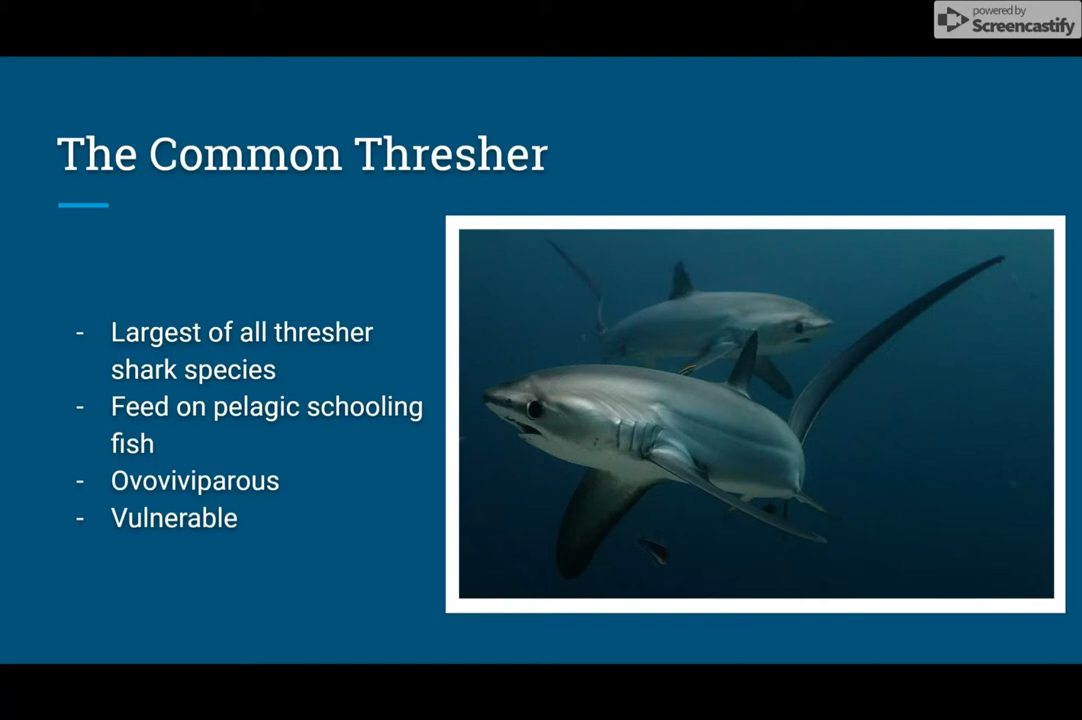 powered by
Screencastify
The Common Thresher
- Largest of all thresher
shark species
- Feed on pelagic schooling
fish
- Ovoviviparous
- Vulnerable